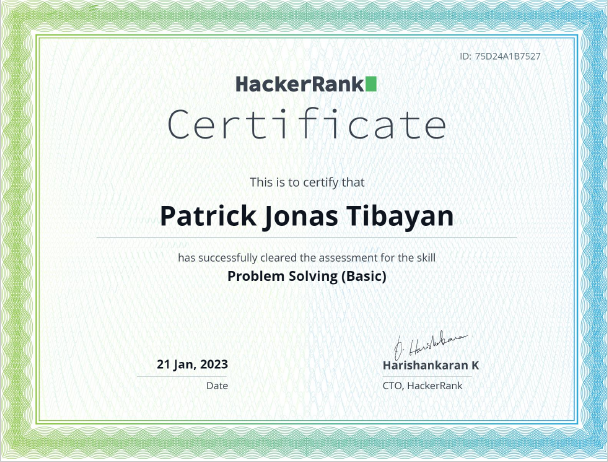 ID: 75D24A1B7527
HackerRank
Certificate
This is to certify that
Patrick Jonas Tibayan
has successfully cleared the assessment for the skill
Problem Solving (Basic)
21 Jan, 2023
Date
Harishankaran K
CTO, HackerRank